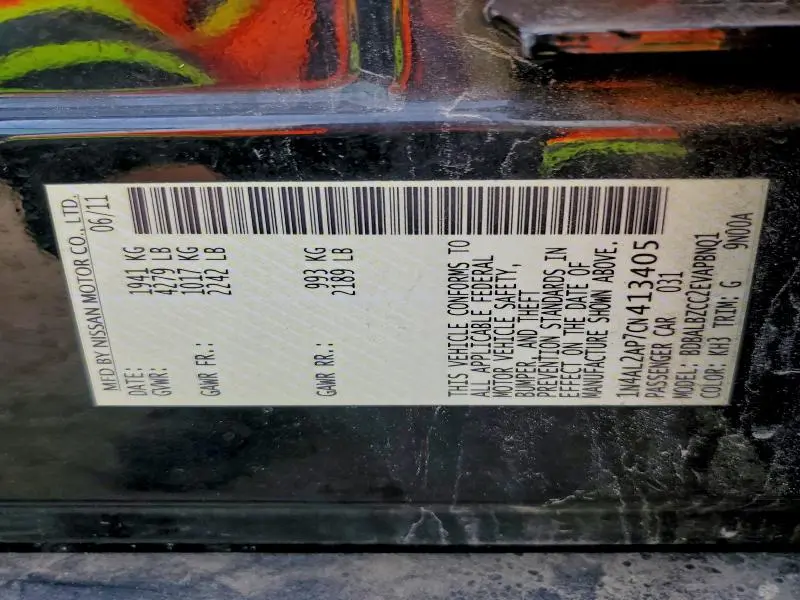 MFD BY NISSAN MOTOR CO., LTD.
DATE: 06/11
GVWR: 1941 KG
4279 LB
GAWR FR.: 1017 KG
2242 LB
GAWR RR.: 993 KG
2189 LB
THIS VEHICLE CONFORMS TO
ALL APPLICABLE FEDERAL
MOTOR VEHICLE SAFETY,
BUMPER, AND THEFT
PREVENTION STANDARDS IN
EFFECT ON THE DATE OF
MANUFACTURE SHOWN ABOVE.
1N4AL2AP7CN413405
PASSENGER CAR 031
MODEL: BDBALBZCC2EVAPBNQ1
COLOR: KH3 TRIM: G 9N00A